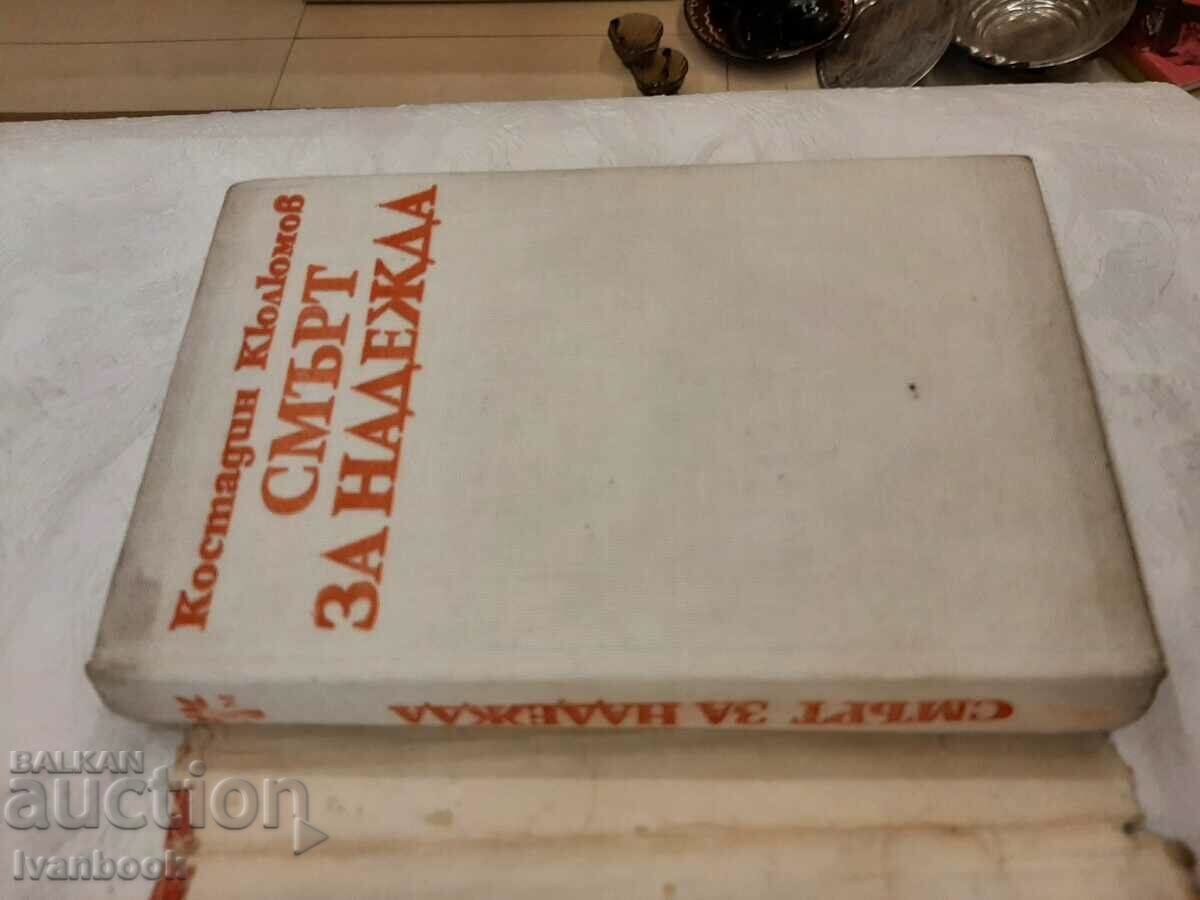 Костадин Кюлюмов
СМЪРТ
ЗА НАДЕЖДА
СМЪРТ ЗА НАДЕЖДА
BALKAN
auction
Ivanbook